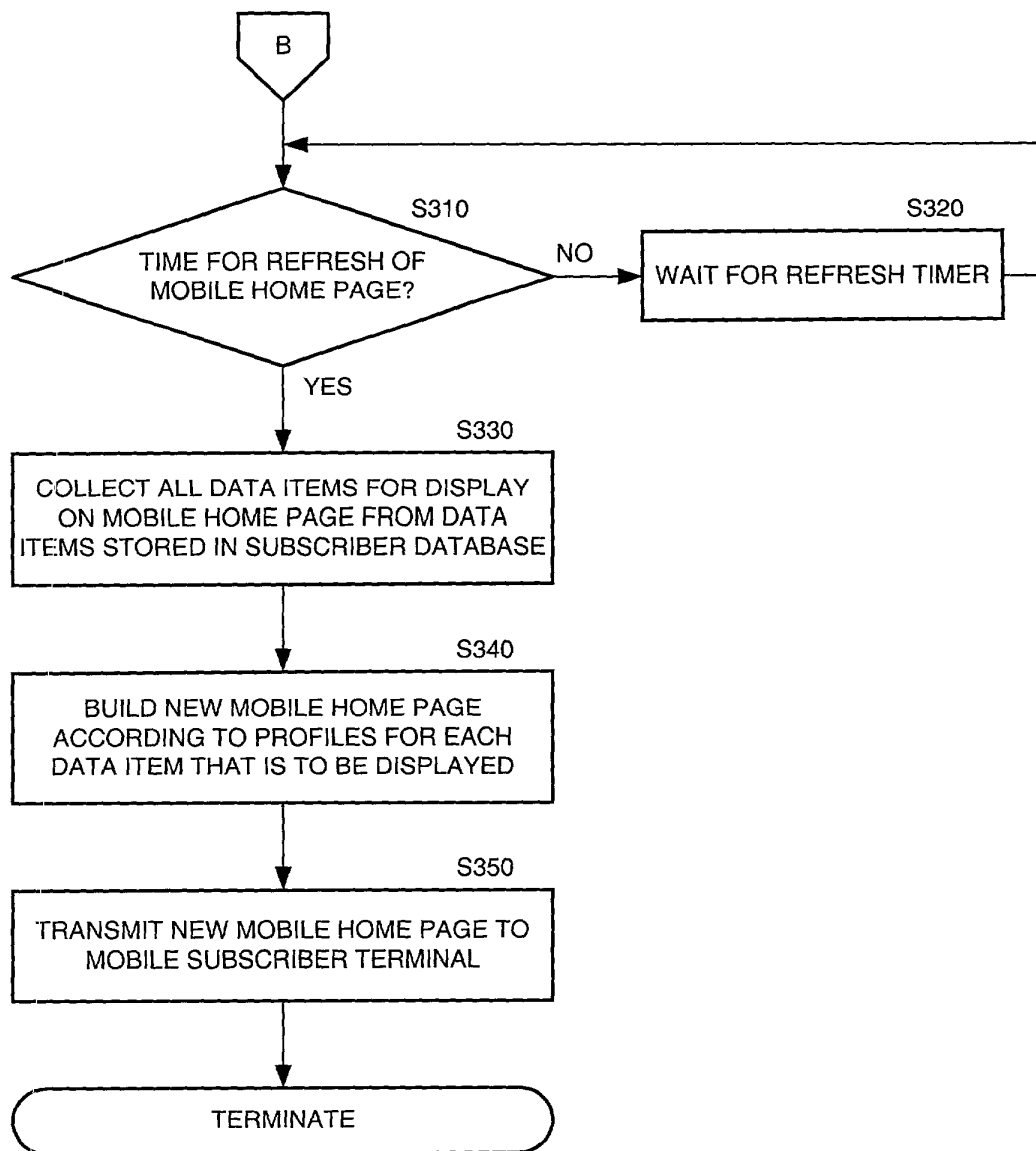 B
S310
TIME FOR REFRESH OF
MOBILE HOME PAGE?
NO
S320
WAIT FOR REFRESH TIMER
YES
S330
COLLECT ALL DATA ITEMS FOR DISPLAY
ON MOBILE HOME PAGE FROM DATA
ITEMS STORED IN SUBSCRIBER DATABASE
S340
BUILD NEW MOBILE HOME PAGE
ACCORDING TO PROFILES FOR EACH
DATA ITEM THAT IS TO BE DISPLAYED
S350
TRANSMIT NEW MOBILE HOME PAGE TO
MOBILE SUBSCRIBER TERMINAL
TERMINATE